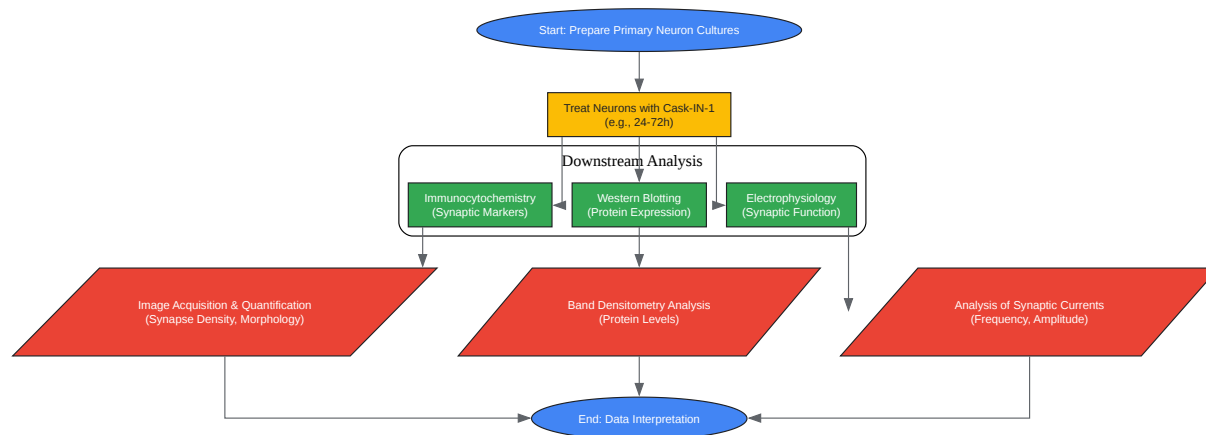 Start: Prepare Primary Neuron Cultures
Treat Neurons with Cask-IN-1
(e.g., 24-72h)
Downstream Analysis
Immunocytochemistry
(Synaptic Markers)
Western Blotting
(Protein Expression)
Electrophysiology
(Synaptic Function)
Image Acquisition & Quantification
(Synapse Density, Morphology)
Band Densitometry Analysis
(Protein Levels)
Analysis of Synaptic Currents
(Frequency, Amplitude)
End: Data Interpretation